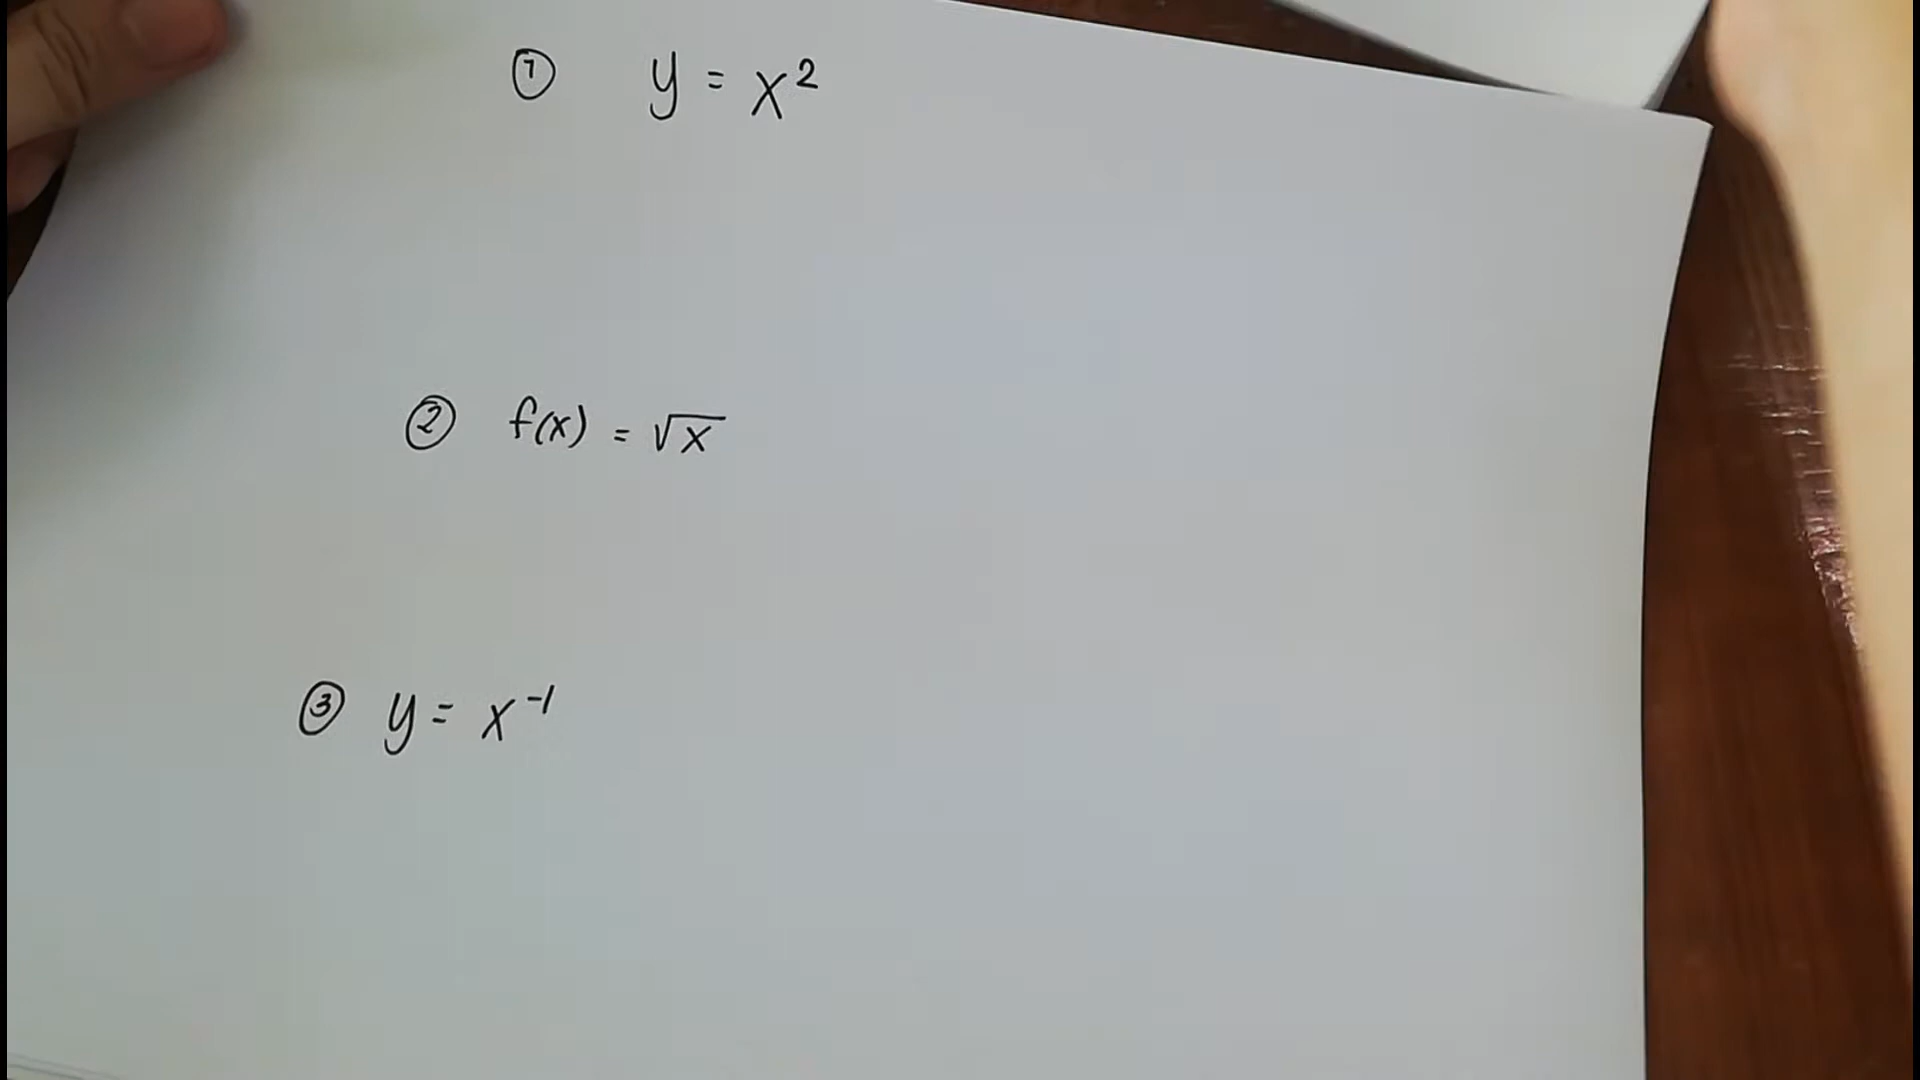 ① y = x²
② f(x) = √x
③ y = x⁻¹